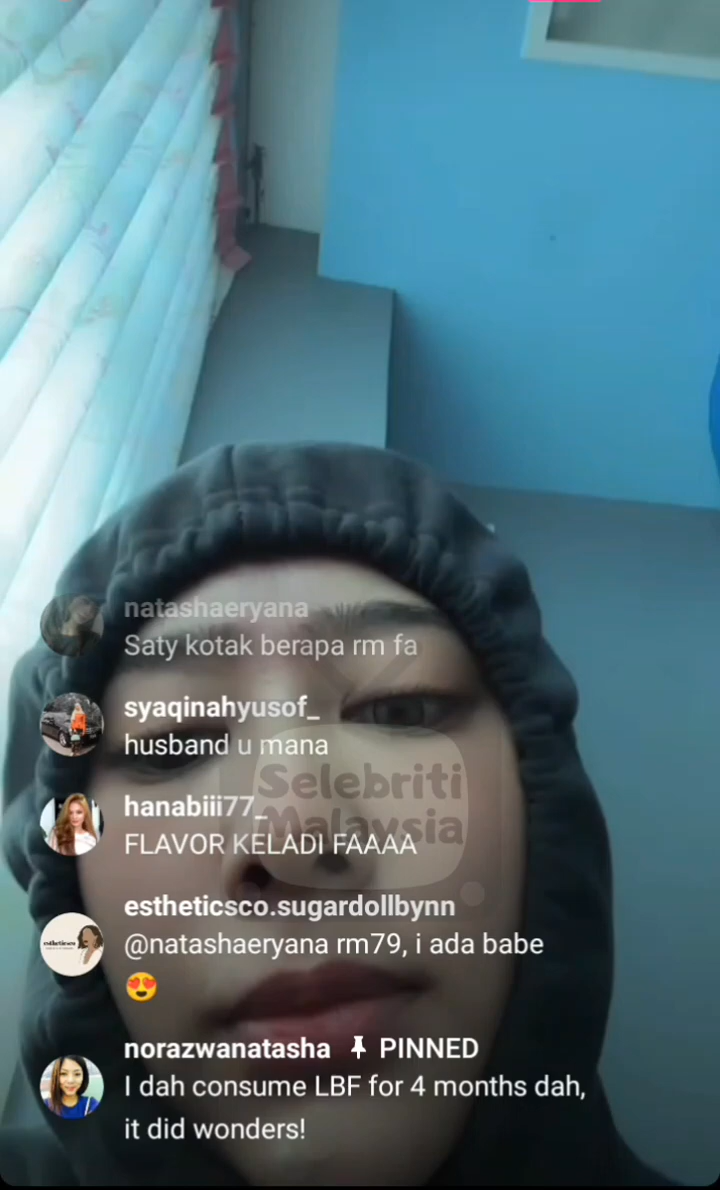 natashaeryana
Saty kotak berapa rm fa
syaqinahyusof_
husband u mana
Selebriti
Malaysia
hanabiii77_
FLAVOR KELADI FAAAA
estheticsco.sugardollbynn
@natashaeryana rm79, i ada babe
😍
norazwanatasha PINNED
I dah consume LBF for 4 months dah,
it did wonders!